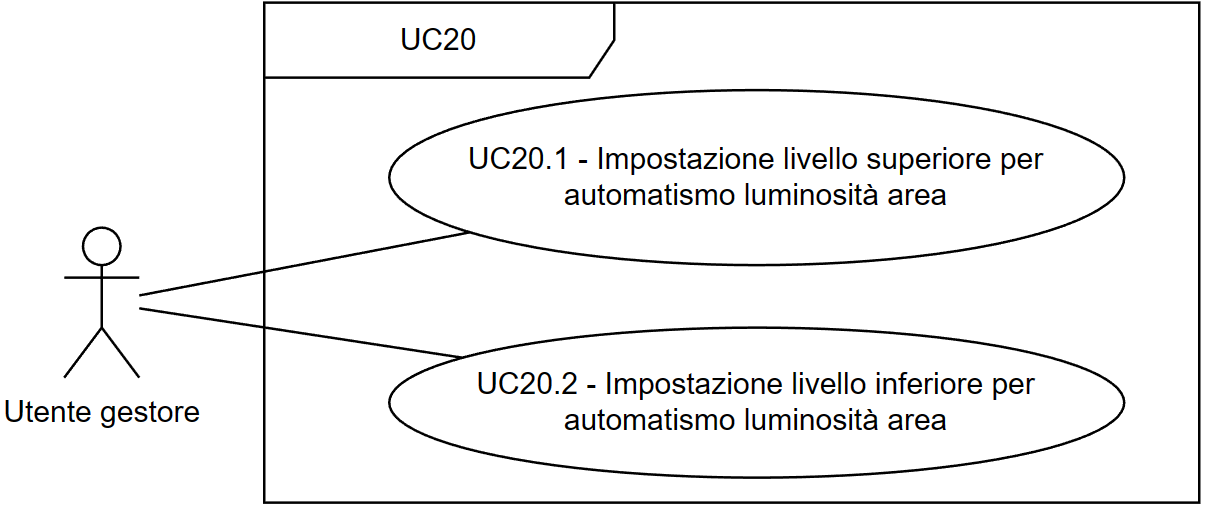 UC20
UC20.1 - Impostazione livello superiore per
automatismo luminosità area
UC20.2 - Impostazione livello inferiore per
automatismo luminosità area
Utente gestore